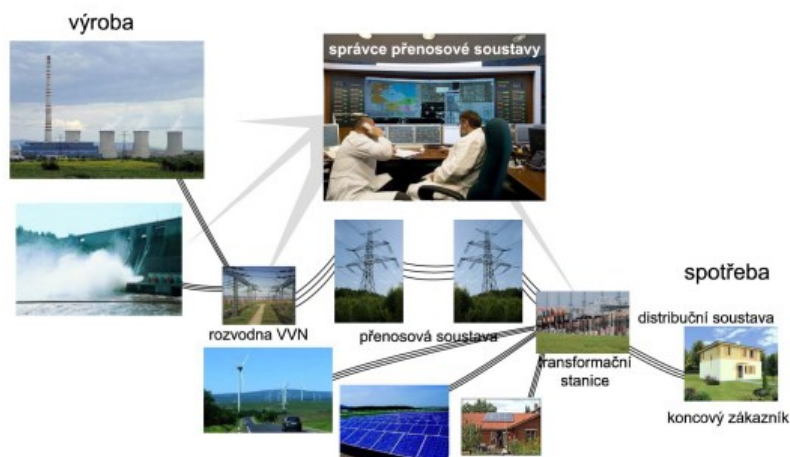 výroba
správce přenosové soustavy
spotřeba
distribuční soustava
rozvodna VVN
přenosová soustava
transformační
stanice
koncový zákazník